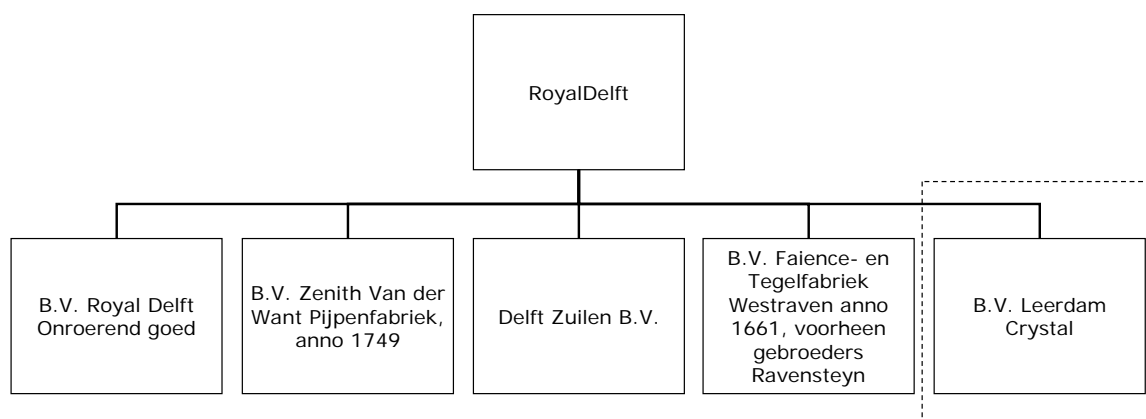 RoyalDelft
B.V. Royal Delft
Onroerend goed
B.V. Zenith Van der
Want Pijpenfabriek,
anno 1749
Delft Zuilen B.V.
B.V. Faience- en
Tegelfabriek
Westraven anno
1661, voorheen
gebroeders
Ravensteyn
B.V. Leerdam
Crystal